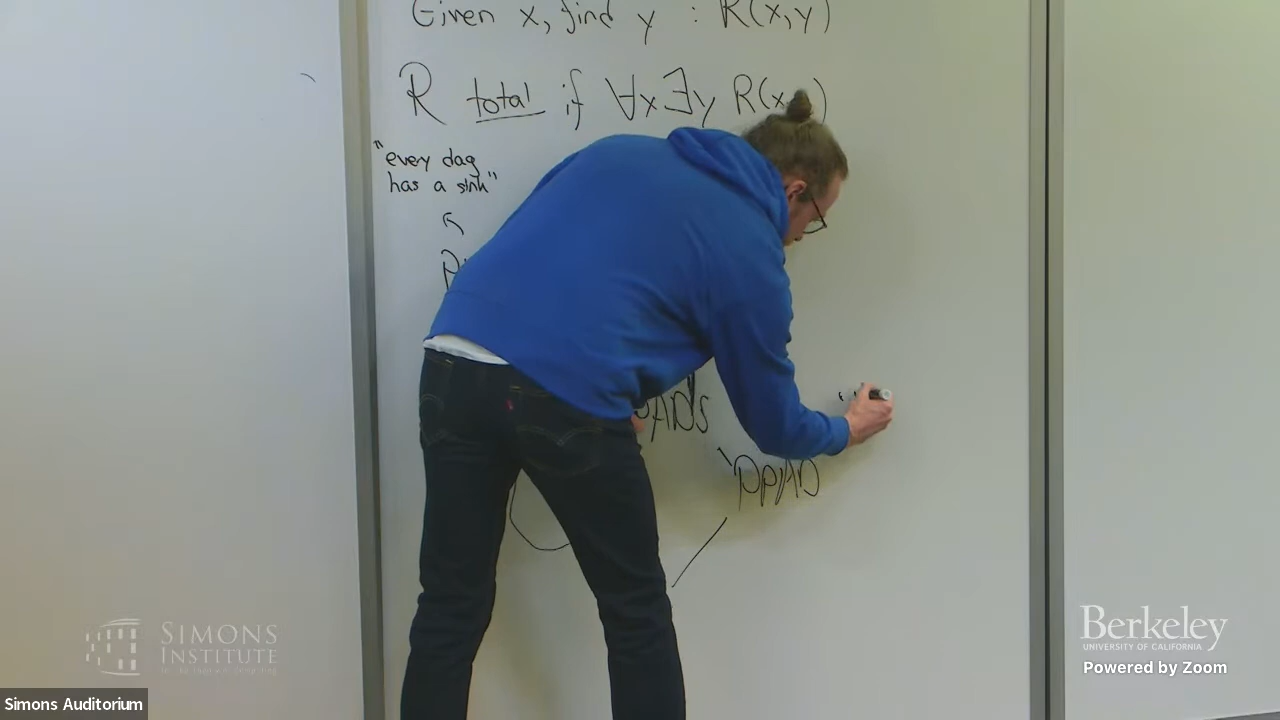 Given x, find y : R(x,y)
R total if ∀x∃y R(x
"every dag
has a sink"
PPAD
SIMONS
INSTITUTE
Berkeley
UNIVERSITY OF CALIFORNIA
Powered by Zoom
Simons Auditorium